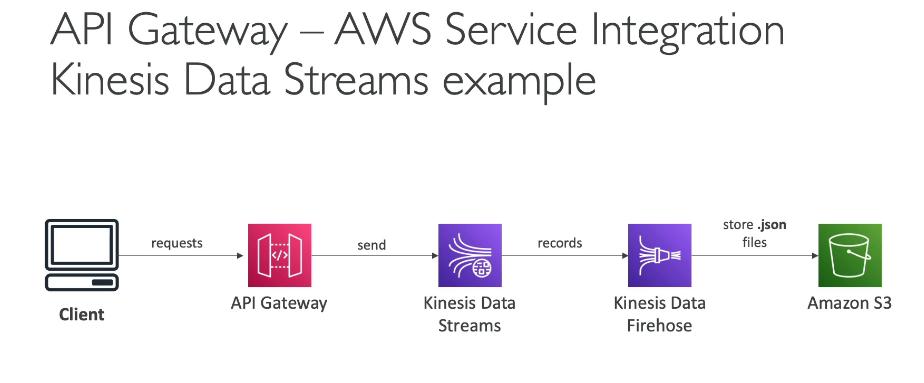 API Gateway – AWS Service Integration
Kinesis Data Streams example
requests
send
records
store .json
files
Client
API Gateway
Kinesis Data
Streams
Kinesis Data
Firehose
Amazon S3